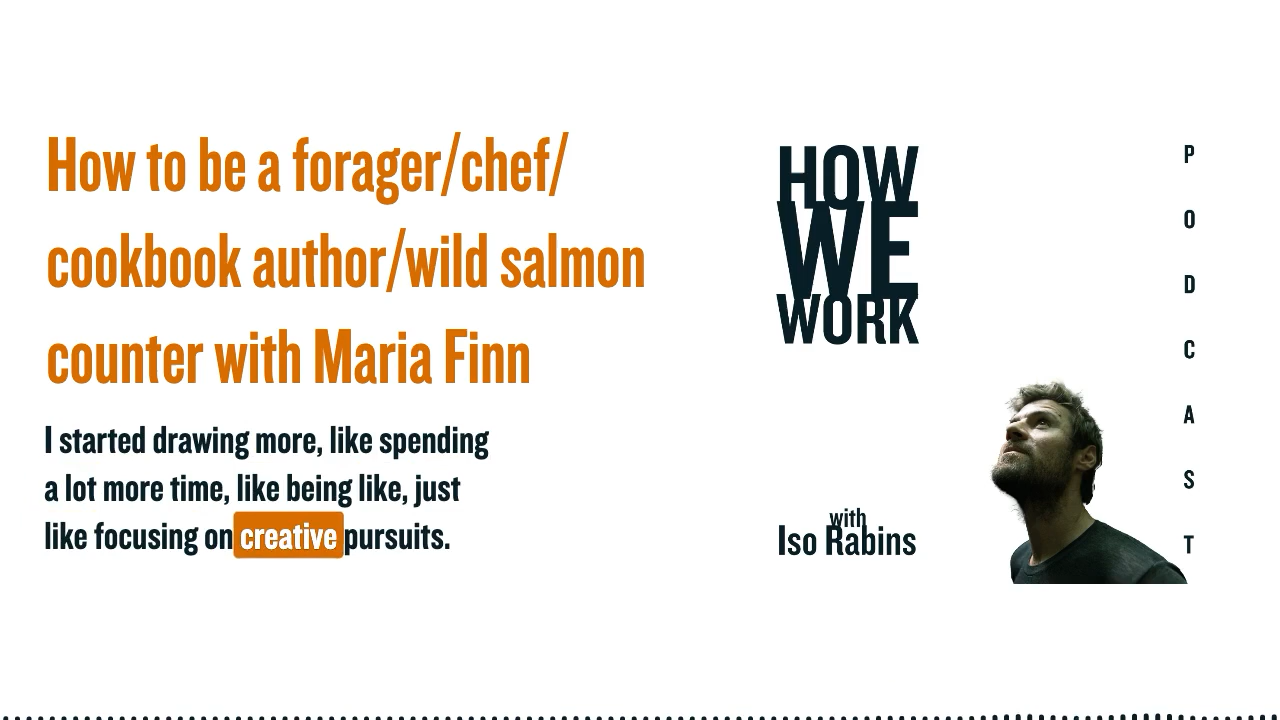 How to be a forager/chef/
cookbook author/wild salmon
counter with Maria Finn
I started drawing more, like spending
a lot more time, like being like, just
like focusing on creative pursuits.
HOW
WE
WORK
with
Iso Rabins
PODCAST